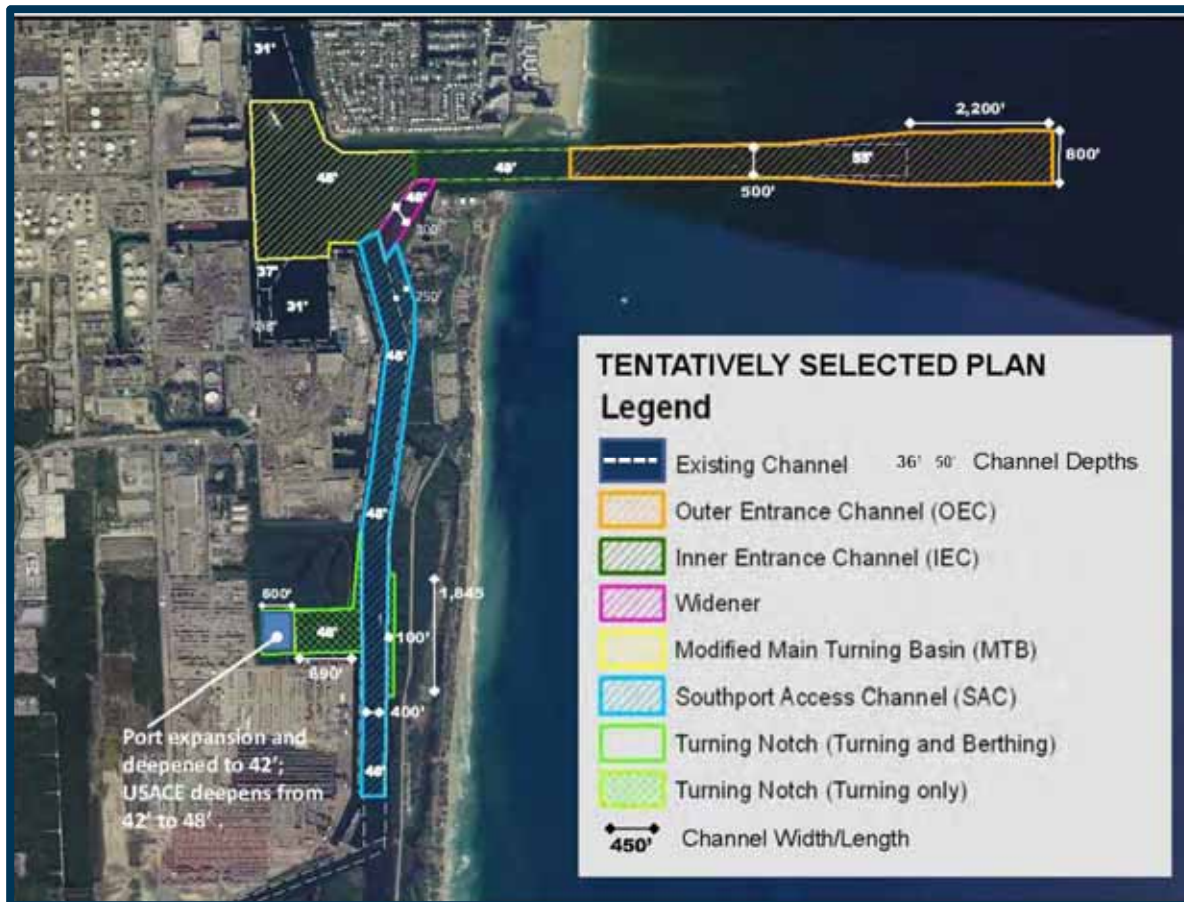 31'
2,200'
48'
48'
55'
800'
500'
48'
300'
37'
31'
250'
48'
48'
1,845
600'
48'
100'
690'
400'
48'
Port expansion and
deepened to 42';
USACE deepens from
42' to 48' .
TENTATIVELY SELECTED PLAN
Legend
Existing Channel 36' 50' Channel Depths
Outer Entrance Channel (OEC)
Inner Entrance Channel (IEC)
Widener
Modified Main Turning Basin (MTB)
Southport Access Channel (SAC)
Turning Notch (Turning and Berthing)
Turning Notch (Turning only)
450' Channel Width/Length